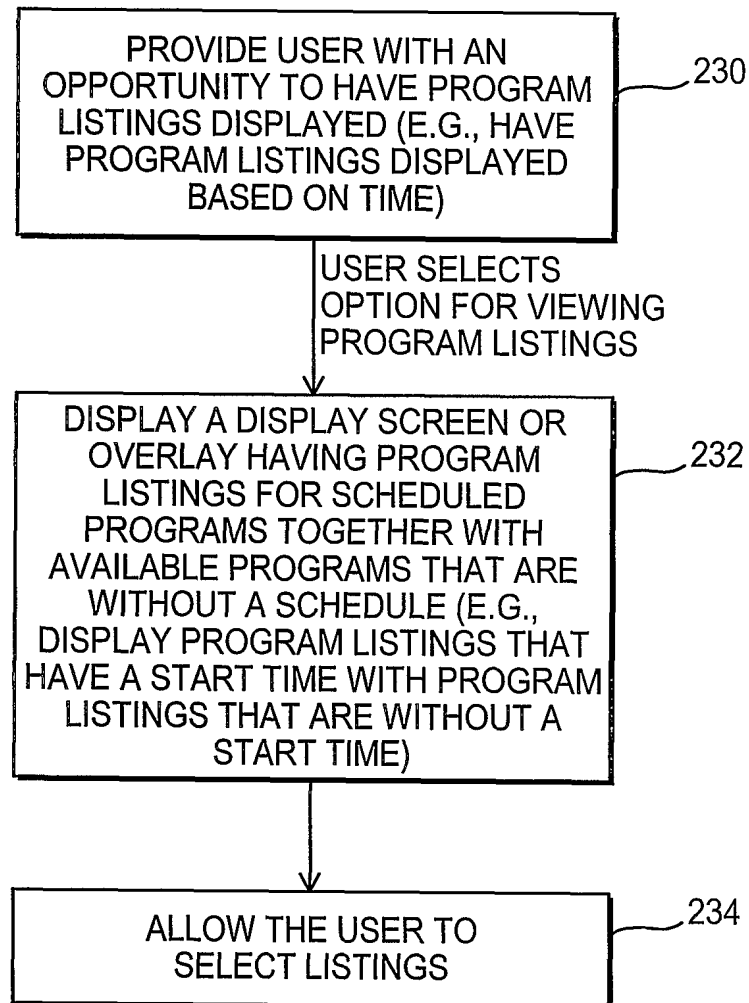 PROVIDE USER WITH AN
OPPORTUNITY TO HAVE PROGRAM
LISTINGS DISPLAYED (E.G., HAVE
PROGRAM LISTINGS DISPLAYED
BASED ON TIME)
230
USER SELECTS
OPTION FOR VIEWING
PROGRAM LISTINGS
DISPLAY A DISPLAY SCREEN OR
OVERLAY HAVING PROGRAM
LISTINGS FOR SCHEDULED
PROGRAMS TOGETHER WITH
AVAILABLE PROGRAMS THAT ARE
WITHOUT A SCHEDULE (E.G.,
DISPLAY PROGRAM LISTINGS THAT
HAVE A START TIME WITH PROGRAM
LISTINGS THAT ARE WITHOUT A
START TIME)
232
ALLOW THE USER TO
SELECT LISTINGS
234